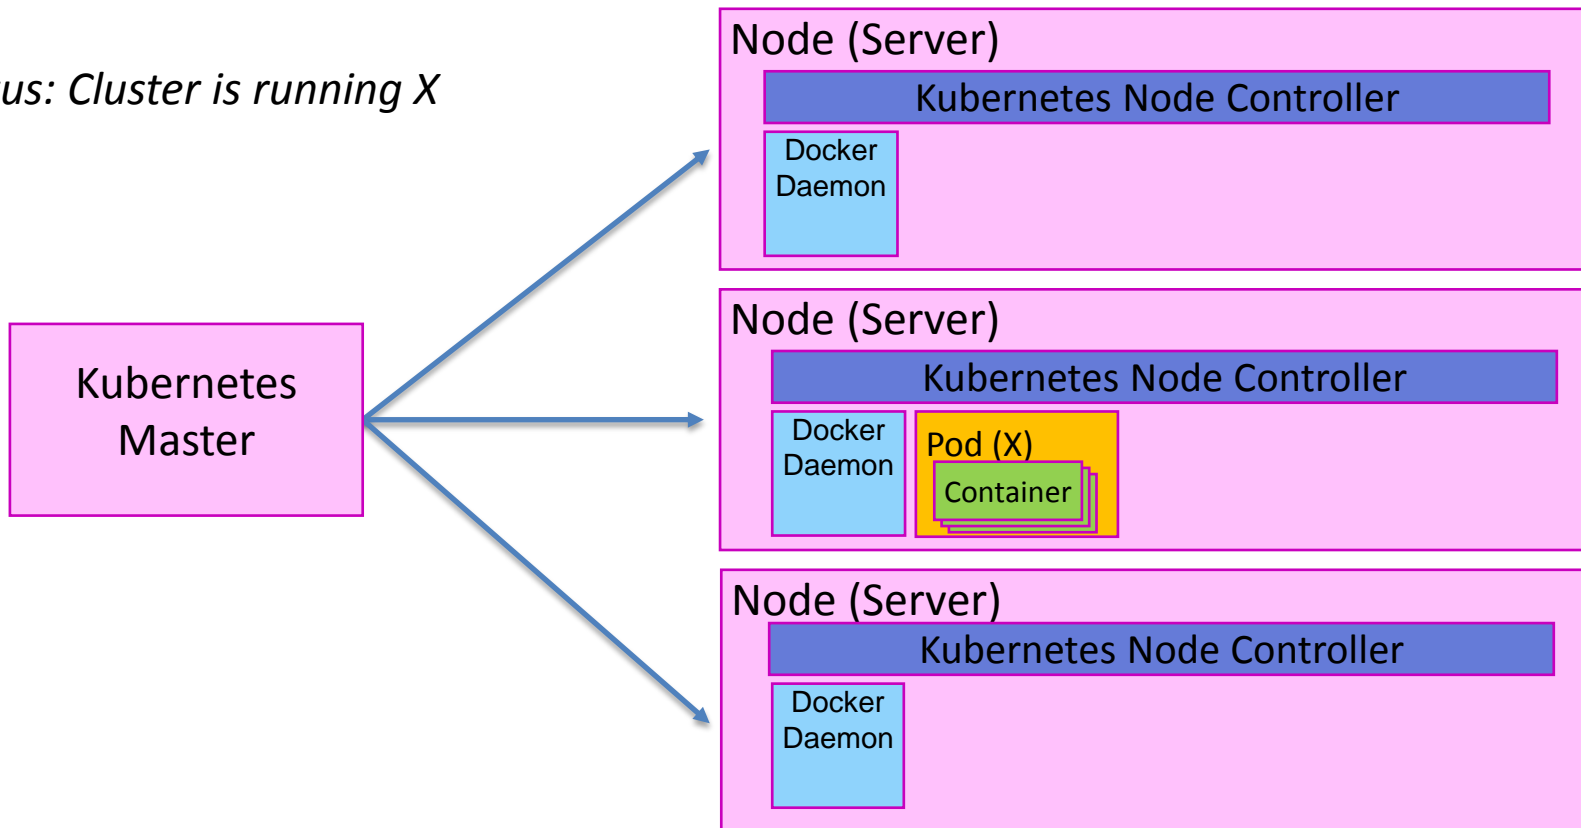 us: Cluster is running X
Node (Server)
Kubernetes Node Controller
Docker
Daemon
Kubernetes
Master
Node (Server)
Kubernetes Node Controller
Docker
Daemon
Pod (X)
Container
Node (Server)
Kubernetes Node Controller
Docker
Daemon